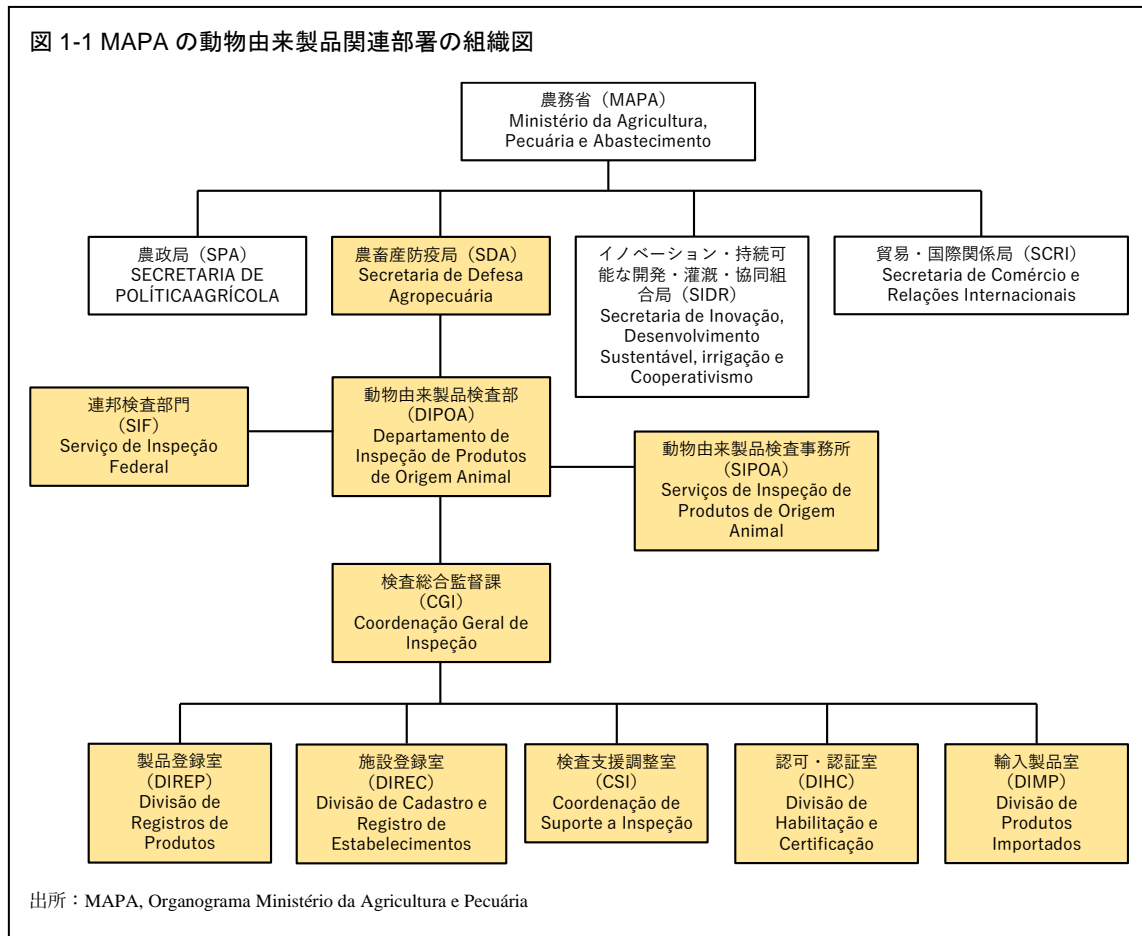 図 1-1 MAPA の動物由来製品関連部署の組織図
農務省（MAPA）
Ministério da Agricultura,
Pecuária e Abastecimento
農政局（SPA）
SECRETARIA DE
POLÍTICAAGRÍCOLA
農畜産防疫局（SDA）
Secretaria de Defesa
Agropecuária
イノベーション・持続可
能な開発・灌漑・協同組
合局（SIDR）
Secretaria de Inovação,
Desenvolvimento
Sustentável, irrigação e
Cooperativismo
貿易・国際関係局（SCRI）
Secretaria de Comércio e
Relações Internacionais
連邦検査部門
（SIF）
Serviço de Inspeção
Federal
動物由来製品検査部
（DIPOA）
Departamento de
Inspeção de Produtos
de Origem Animal
動物由来製品検査事務所
（SIPOA）
Serviços de Inspeção de
Produtos de Origem
Animal
検査総合監督課
（CGI）
Coordenação Geral de
Inspeção
製品登録室
（DIREP）
Divisão de
Registros de
Produtos
施設登録室
（DIREC）
Divisão de Cadastro e
Registro de
Estabelecimentos
検査支援調整室
（CSI）
Coordenação de
Suporte a Inspeção
認可・認証室
（DIHC）
Divisão de
Habilitação e
Certificação
輸入製品室
（DIMP）
Divisão de
Produtos
Importados
出所：MAPA, Organograma Ministério da Agricultura e Pecuária